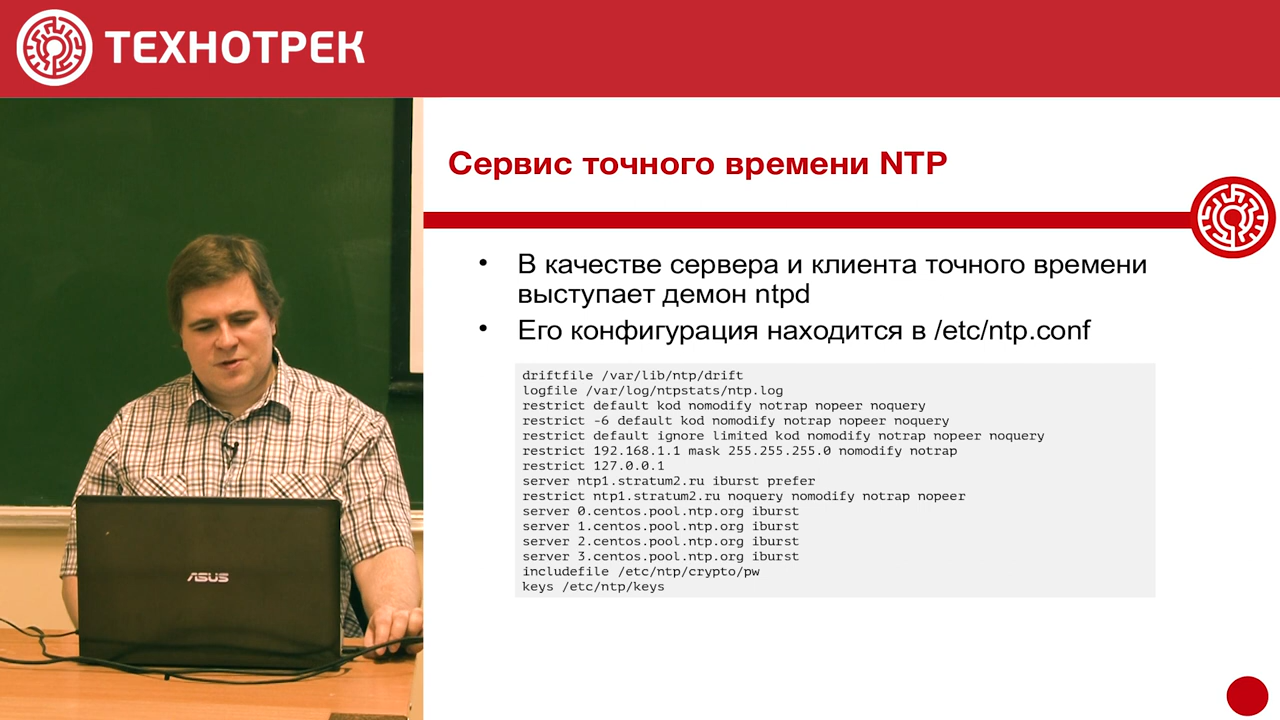 ТЕХНОТРЕК
Сервис точного времени NTP
• В качестве сервера и клиента точного времени
выступает демон ntpd
• Его конфигурация находится в /etc/ntp.conf
driftfile /var/lib/ntp/drift
logfile /var/log/ntpstats/ntp.log
restrict default kod nomodify notrap nopeer noquery
restrict -6 default kod nomodify notrap nopeer noquery
restrict default ignore limited kod nomodify notrap nopeer noquery
restrict 192.168.1.1 mask 255.255.255.0 nomodify notrap
restrict 127.0.0.1
server ntp1.stratum2.ru iburst prefer
restrict ntp1.stratum2.ru noquery nomodify notrap nopeer
server 0.centos.pool.ntp.org iburst
server 1.centos.pool.ntp.org iburst
server 2.centos.pool.ntp.org iburst
server 3.centos.pool.ntp.org iburst
includefile /etc/ntp/crypto/pw
keys /etc/ntp/keys
ASUS